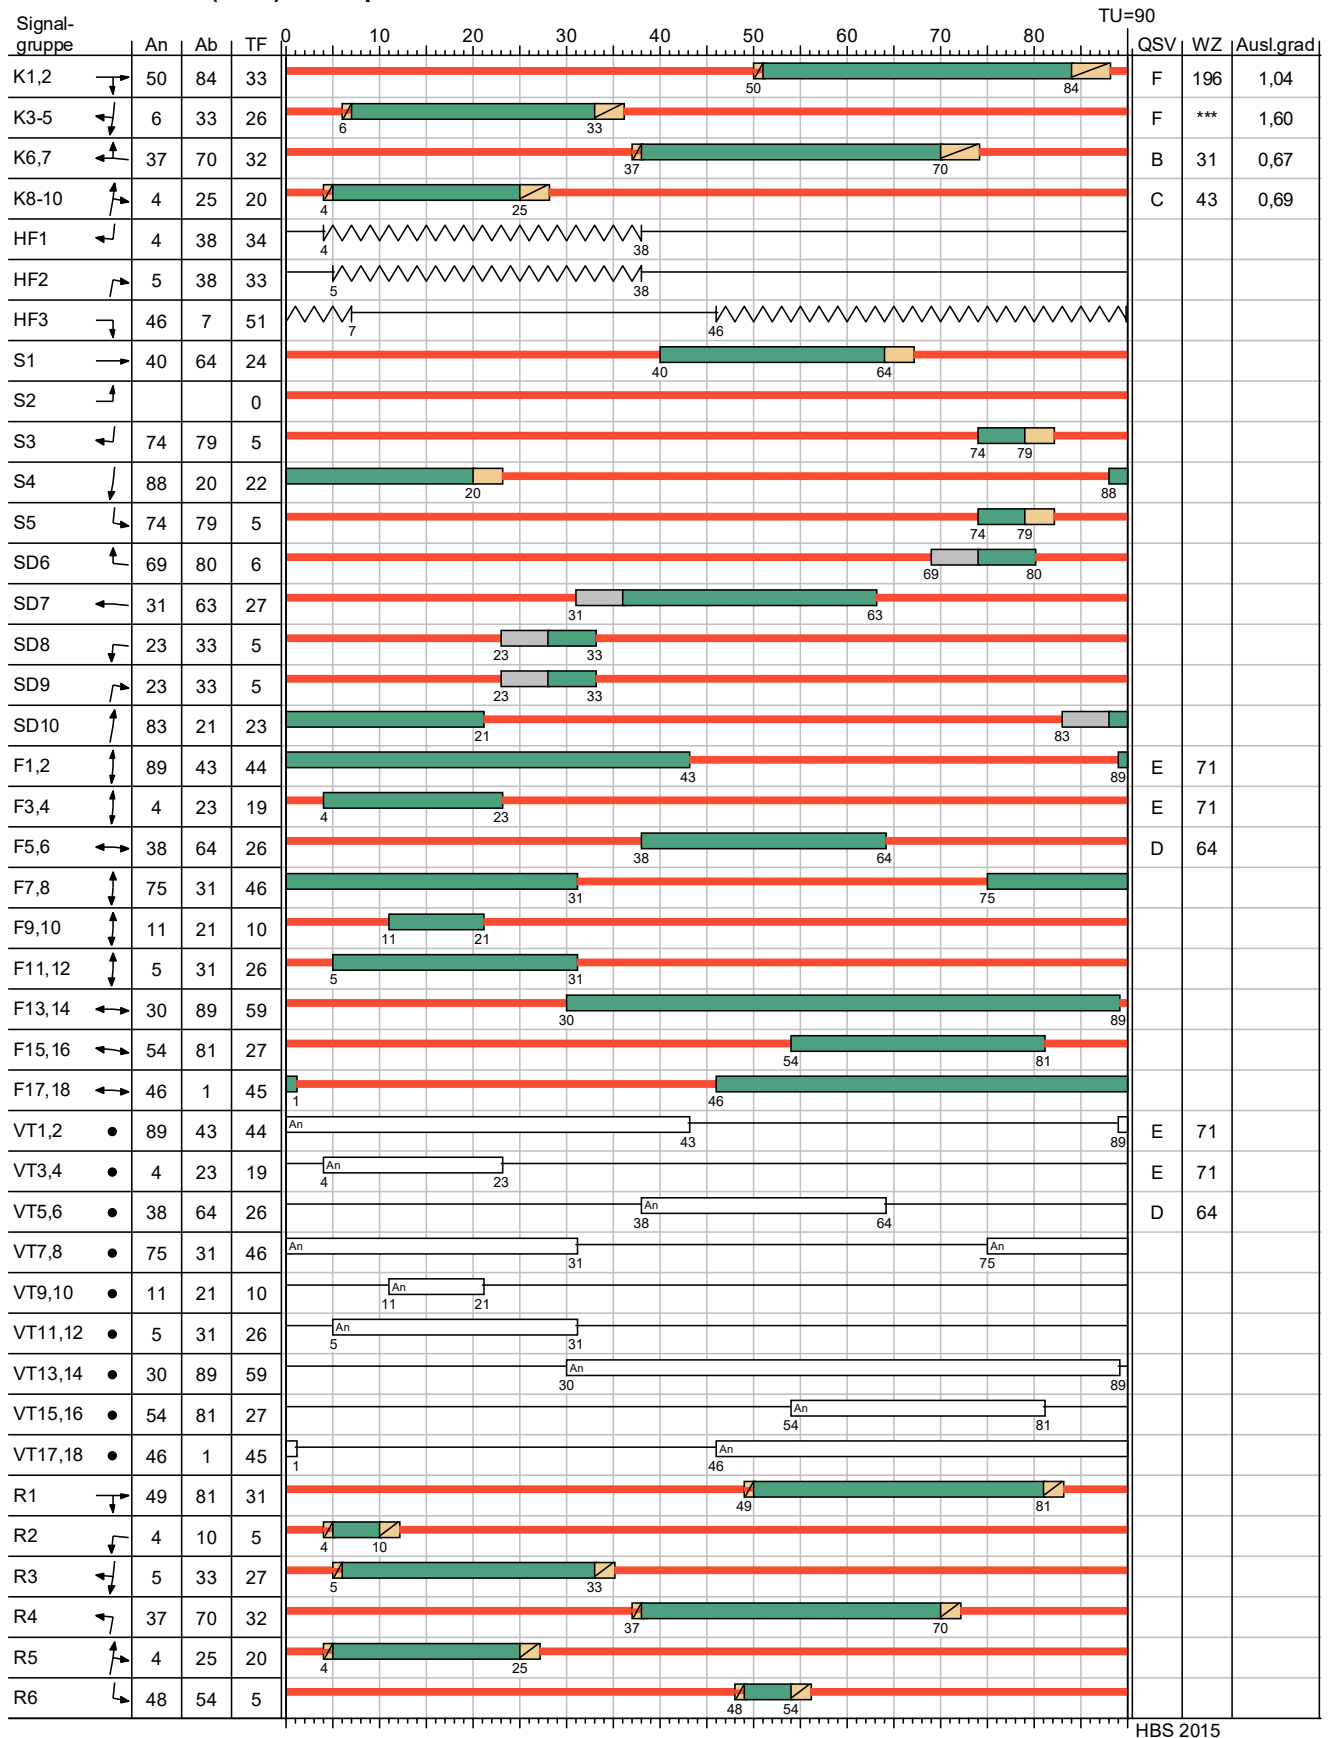 TU=90
Signal-
gruppe An Ab TF 0 10 20 30 40 50 60 70 80 QSV WZ Ausl.grad
K1,2 50 84 33 50 84 F 196 1,04
K3-5 6 33 26 6 33 F *** 1,60
K6,7 37 70 32 37 70 B 31 0,67
K8-10 4 25 20 4 25 C 43 0,69
HF1 4 38 34 4 38
HF2 5 38 33 5 38
HF3 46 7 51 7 46
S1 40 64 24 40 64
S2 0
S3 74 79 5 74 79
S4 88 20 22 20 88
S5 74 79 5 74 79
SD6 69 80 6 69 80
SD7 31 63 27 31 63
SD8 23 33 5 23 33
SD9 23 33 5 23 33
SD10 83 21 23 21 83
F1,2 89 43 44 43 89 E 71
F3,4 4 23 19 4 23 E 71
F5,6 38 64 26 38 64 D 64
F7,8 75 31 46 31 75
F9,10 11 21 10 11 21
F11,12 5 31 26 5 31
F13,14 30 89 59 30 89
F15,16 54 81 27 54 81
F17,18 46 1 45 1 46
VT1,2 89 43 44 An 43 89 E 71
VT3,4 4 23 19 An 4 23 E 71
VT5,6 38 64 26 An 38 64 D 64
VT7,8 75 31 46 An 31 An 75
VT9,10 11 21 10 An 11 21
VT11,12 5 31 26 An 5 31
VT13,14 30 89 59 An 30 89
VT15,16 54 81 27 An 54 81
VT17,18 46 1 45 1 An 46
R1 49 81 31 49 81
R2 4 10 5 4 10
R3 5 33 27 5 33
R4 37 70 32 37 70
R5 4 25 20 4 25
R6 48 54 5 48 54
HBS 2015